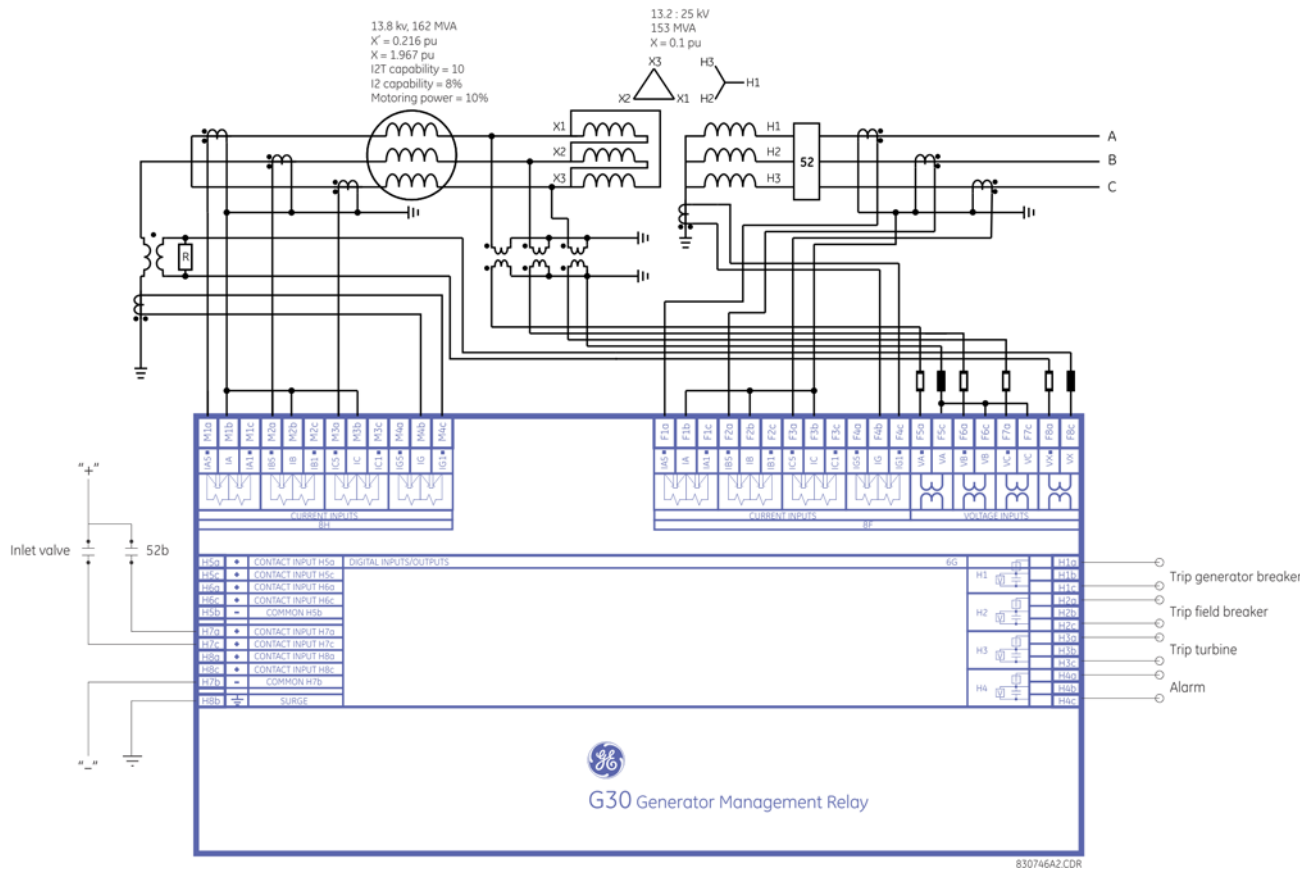 13.8 kv, 162 MVA
X' = 0.216 pu
X = 1.967 pu
I2T capability = 10
I2 capability = 8%
Motoring power = 10%
13.2 : 25 kV
153 MVA
X = 0.1 pu
X3
X2
X1
H3
H1
H2
X1
X2
X3
H1
H2
H3
52
A
B
C
R
M1a M1b M1c M2a M2b M2c M3a M3b M3c M4a M4b M4c
IA5 IA IA1 IB5 IB IB1 IC5 IC IC1 IG5 IG IG1
CURRENT INPUTS
8H
F1a F1b F1c F2a F2b F2c F3a F3b F3c F4a F4b F4c F5a F5c F6a F6c F7a F7c F8a F8c
IA5 IA IA1 IB5 IB IB1 IC5 IC IC1 IG5 IG IG1 VA VA VB VB VC VC VX VX
CURRENT INPUTS
8F
VOLTAGE INPUTS
"+"
Inlet valve
52b
"_"
H5a + CONTACT INPUT H5a
H5c + CONTACT INPUT H5c
H6a + CONTACT INPUT H6a
H6c + CONTACT INPUT H6c
H5b - COMMON H5b
H7a + CONTACT INPUT H7a
H7c + CONTACT INPUT H7c
H8a + CONTACT INPUT H8a
H8c + CONTACT INPUT H8c
H7b - COMMON H7b
H8b SURGE
DIGITAL INPUTS/OUTPUTS
6G
H1
H1a
H1b
H1c
Trip generator breaker
H2
H2a
H2b
H2c
Trip field breaker
H3
H3a
H3b
H3c
Trip turbine
H4
H4a
H4b
H4c
Alarm
GE
G30 Generator Management Relay
830746A2.CDR